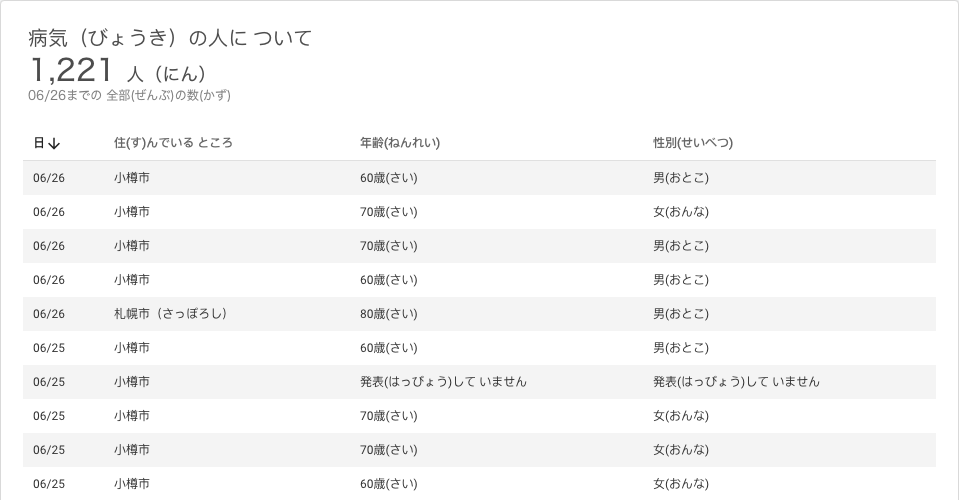 病気（びょうき）の人に ついて
1,221 人（にん）
06/26までの 全部(ぜんぶ)の数(かず)
日↓ 住(す)んでいる ところ 年齢(ねんれい) 性別(せいべつ)
06/26 小樽市 60歳(さい) 男(おとこ)
06/26 小樽市 70歳(さい) 女(おんな)
06/26 小樽市 70歳(さい) 男(おとこ)
06/26 小樽市 60歳(さい) 男(おとこ)
06/26 札幌市（さっぽろし） 80歳(さい) 男(おとこ)
06/25 小樽市 60歳(さい) 男(おとこ)
06/25 小樽市 発表(はっぴょう)して いません 発表(はっぴょう)して いません
06/25 小樽市 70歳(さい) 女(おんな)
06/25 小樽市 70歳(さい) 女(おんな)
06/25 小樽市 60歳(さい) 女(おんな)